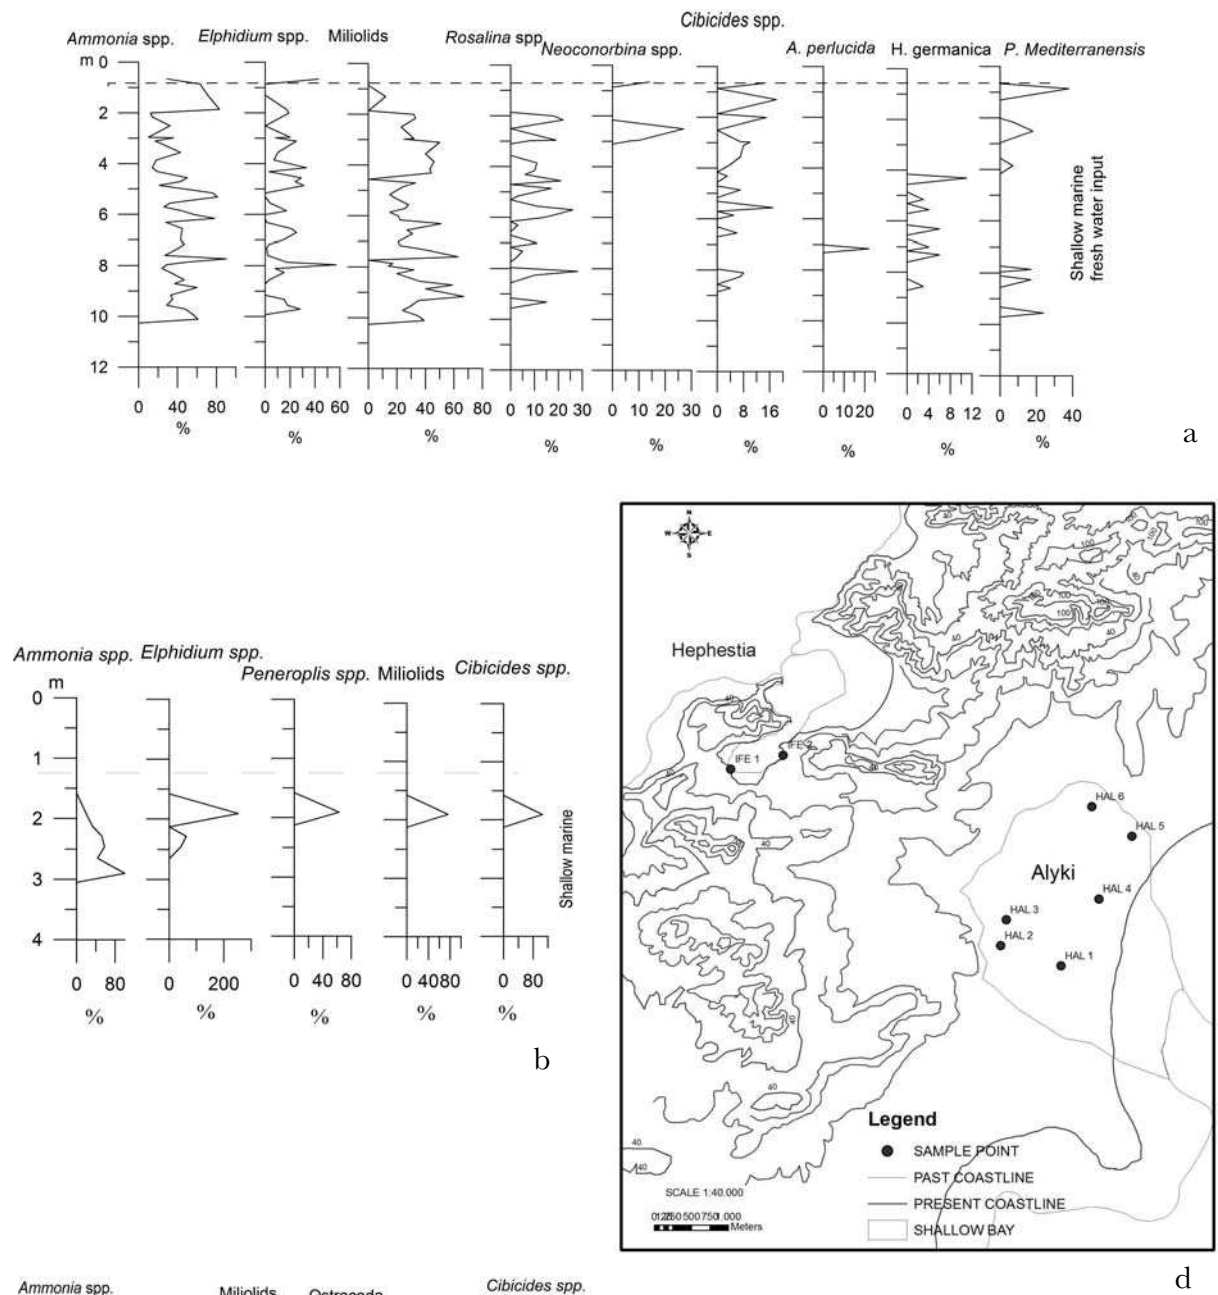 Cibicides spp.
Ammonia spp. Elphidium spp. Miliolids Rosalina spp. Neoconorbina spp. A. perlucida H. germanica P. Mediterranensis
m
0
2
4
6
8
10
12
0 40 80
0 20 40 60
0 20 40 60 80
0 10 20 30
0 10 20 30
0 8 16
0 10 20
0 4 8 12
0 20 40
% % % % % % % % %
Shallow marine
fresh water input
a
Ammonia spp. Elphidium spp. Peneroplis spp. Miliolids Cibicides spp.
m
0
1
2
3
4
0 80
0 200
0 40 80
0 40 80
0 80
% % % % %
Shallow marine
b
N
W E
S
Hephestia
IFE 1
IFE 2
HAL 6
HAL 5
Alyki
HAL 4
HAL 3
HAL 2
HAL 1
40
100
Legend
SAMPLE POINT
PAST COASTLINE
PRESENT COASTLINE
SHALLOW BAY
SCALE 1:40.000
Meters
d
Ammonia spp. Miliolids Ostracoda Cibicides spp.